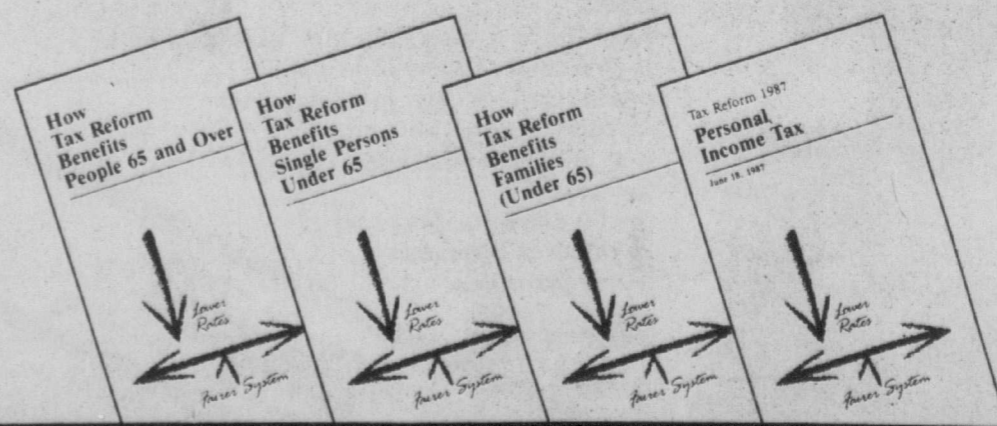 How
Tax Reform
Benefits
People 65 and Over
Lower
Rates
Fairer System
How
Tax Reform
Benefits
Single Persons
Under 65
Lower
Rates
Fairer System
How
Tax Reform
Benefits
Families
(Under 65)
Lower
Rates
Fairer System
Tax Reform 1987
Personal
Income Tax
June 18, 1987
Lower
Rates
Fairer System